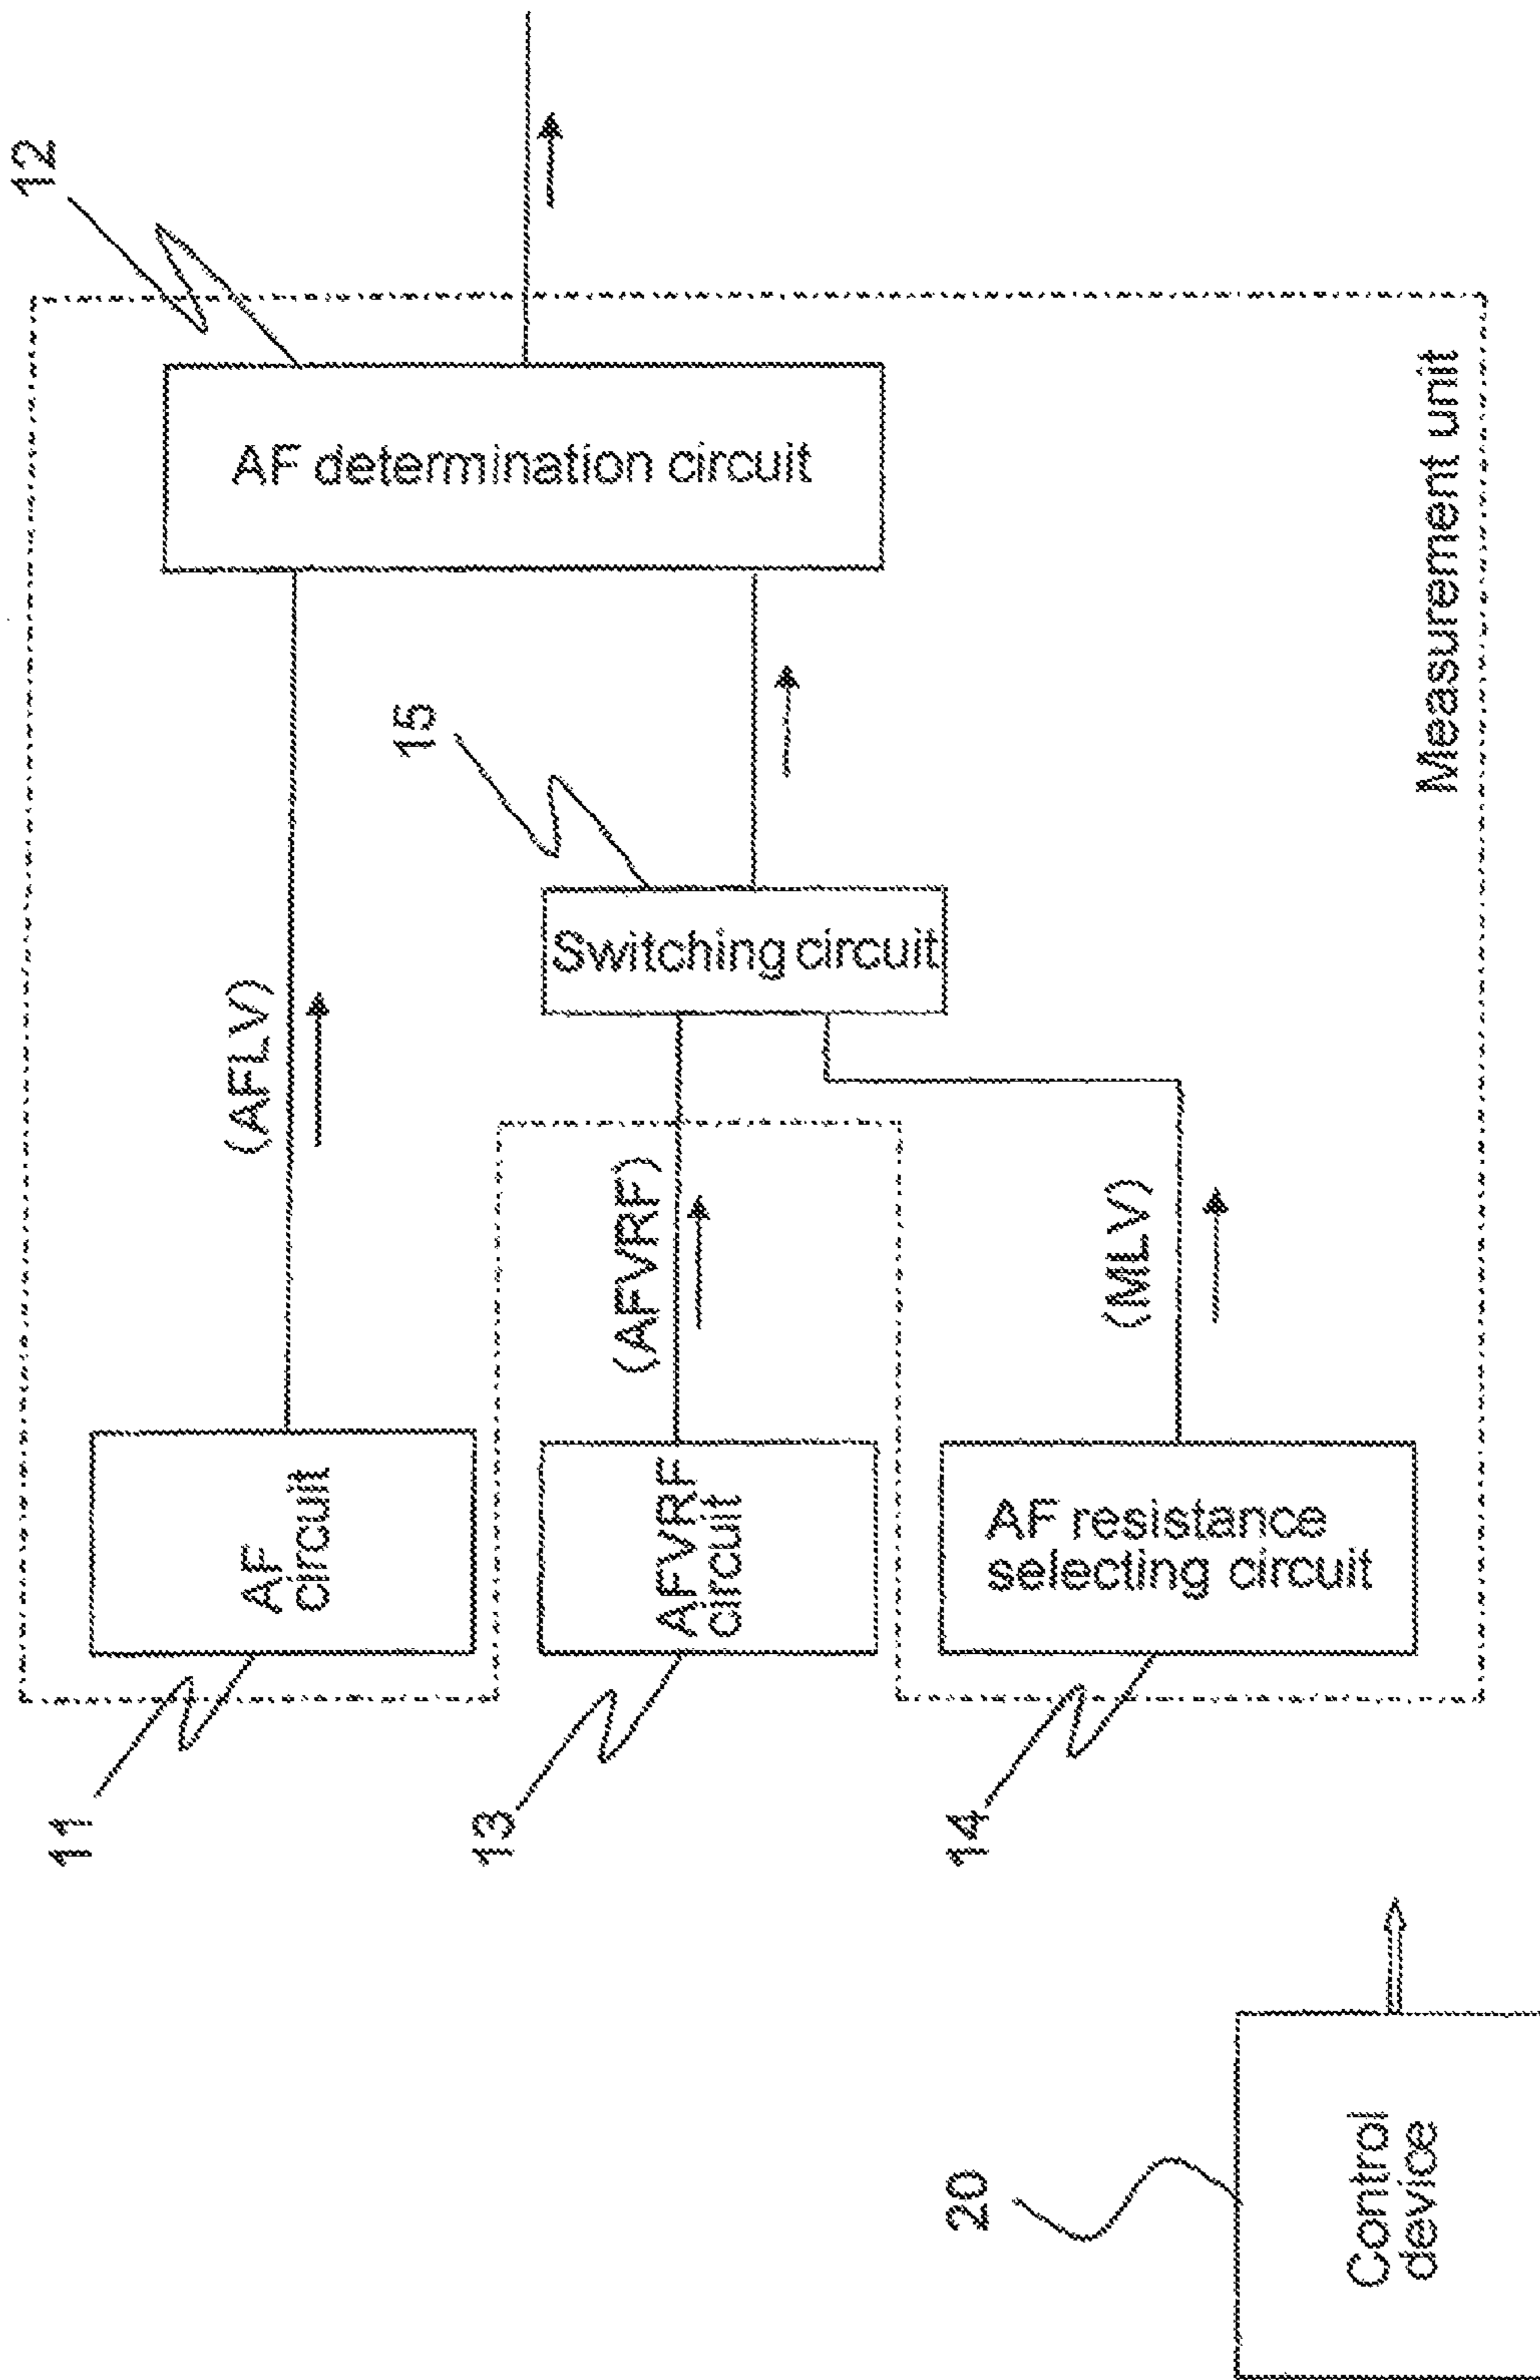 12
AF determination circuit
15
Switching circuit
(AFLV)
(AFVRF)
(MLV)
AF
circuit
AFVRF
circuit
AF resistance
selecting circuit
11
13
14
Measurement unit
20
Control
device